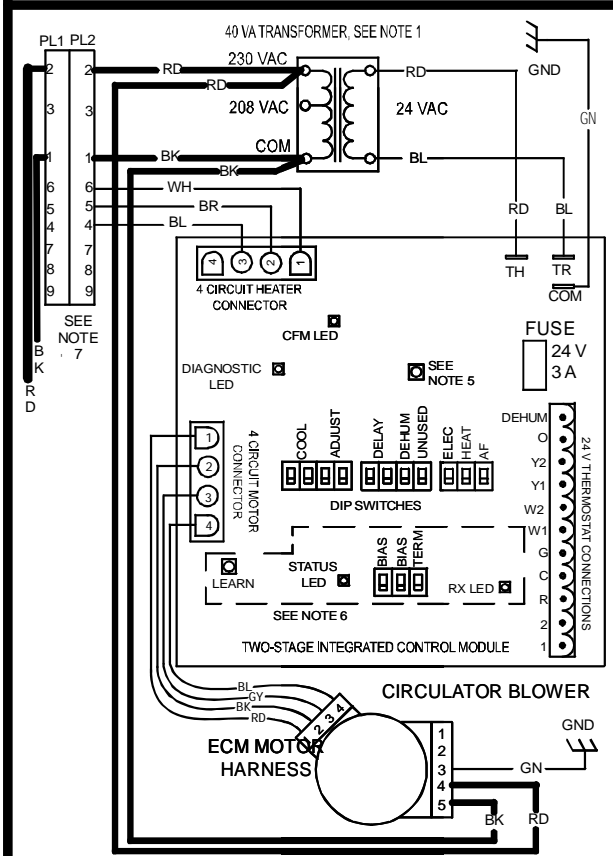 40 VA TRANSFORMER, SEE NOTE 1
PL1 PL2
230 VAC
208 VAC
COM
24 VAC
GND
GN
2 2 RD RD RD
3 3
1 1 BK BK BL
6 6 WH
5 5 BR
4 4 BL
7 7
8 8
9 9
SEE
NOTE
7
BK
RD
RD
BL
TH
TR
COM
4 3 2 1
4 CIRCUIT HEATER
CONNECTOR
CFM LED
DIAGNOSTIC
LED
SEE
NOTE 5
FUSE
24 V
3 A
1
2
3
4
4 CIRCUIT MOTOR
CONNECTOR
COOL
ADJUST
DELAY
DEHUM
UNUSED
ELEC
HEAT
AF
DIP SWITCHES
DEHUM
O
Y2
Y1
W2
W1
G
C
R
2
1
24 V THERMOSTAT CONNECTIONS
LEARN
STATUS
LED
BIAS
BIAS
TERM
RX LED
SEE NOTE 6
TWO-STAGE INTEGRATED CONTROL MODULE
BL
GY
BK
RD
1 2 3 4
ECM MOTOR
HARNESS
CIRCULATOR BLOWER
GND
1
2
3
4
5
GN
BK
RD